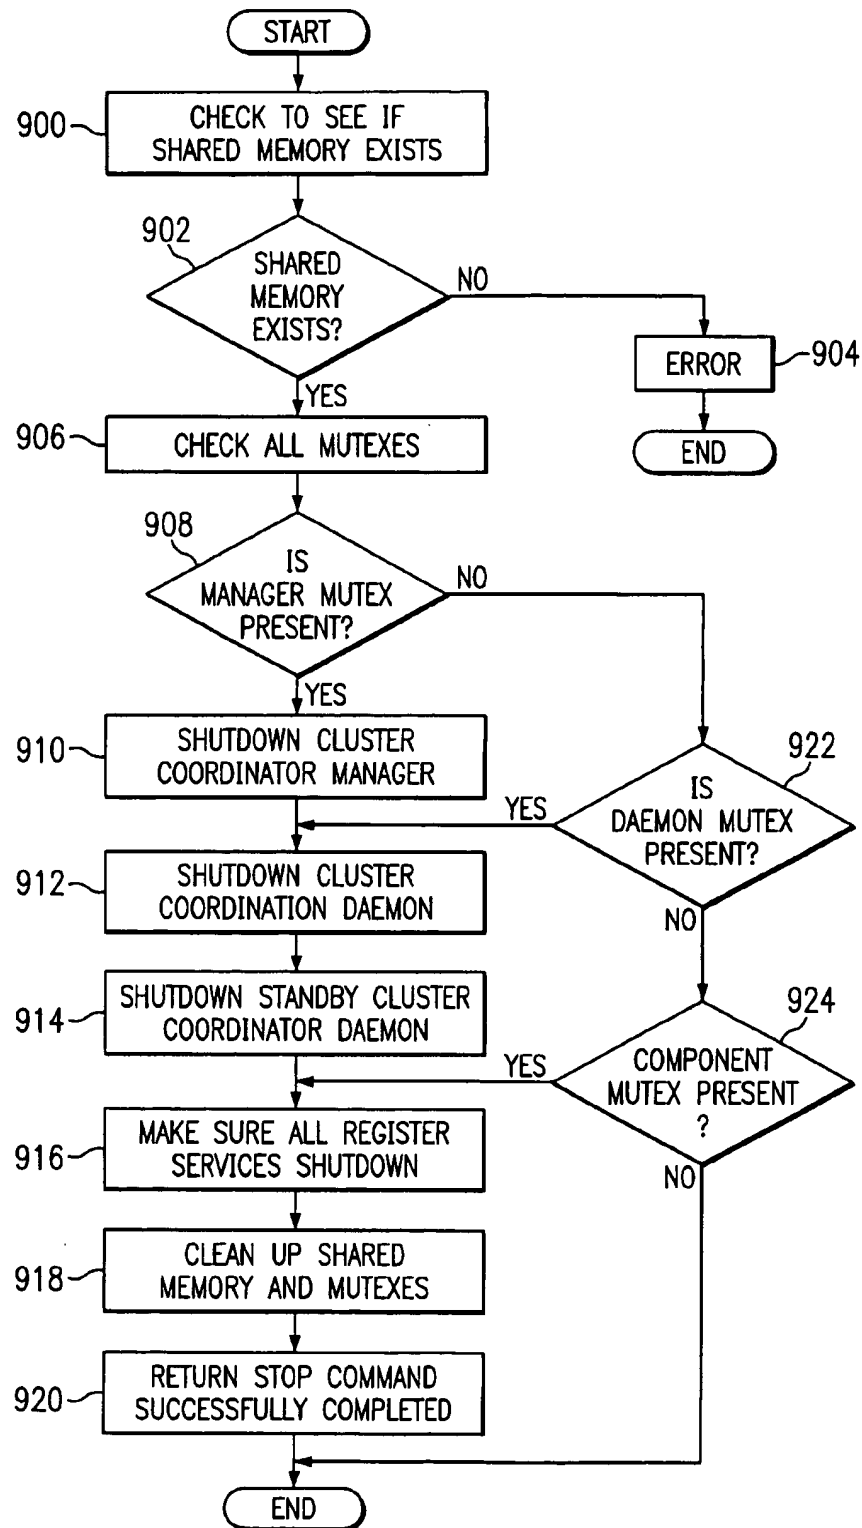 START
900
CHECK TO SEE IF
SHARED MEMORY EXISTS
902
SHARED
MEMORY
EXISTS?
NO
YES
ERROR
904
END
906
CHECK ALL MUTEXES
908
IS
MANAGER MUTEX
PRESENT?
NO
YES
910
SHUTDOWN CLUSTER
COORDINATOR MANAGER
922
IS
DAEMON MUTEX
PRESENT?
YES
NO
912
SHUTDOWN CLUSTER
COORDINATION DAEMON
914
SHUTDOWN STANDBY CLUSTER
COORDINATOR DAEMON
924
COMPONENT
MUTEX PRESENT
?
YES
NO
916
MAKE SURE ALL REGISTER
SERVICES SHUTDOWN
918
CLEAN UP SHARED
MEMORY AND MUTEXES
920
RETURN STOP COMMAND
SUCCESSFULLY COMPLETED
END